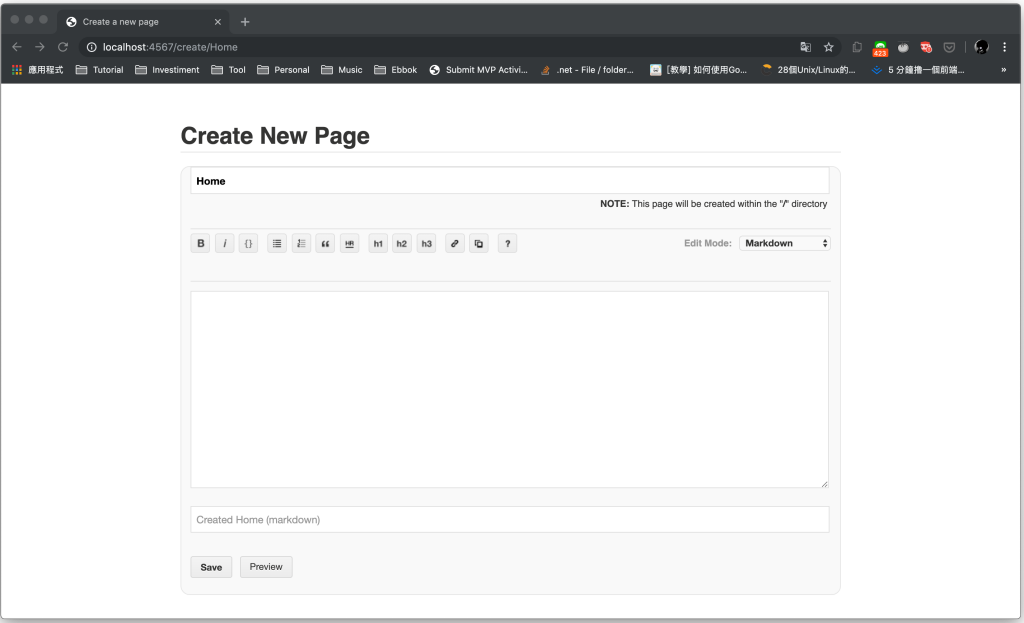 Create a new page
localhost:4567/create/Home
423
應用程式 Tutorial Investiment Tool Personal Music Ebbok Submit MVP Activi... .net - File / folder... [教學] 如何使用Go... 28個Unix/Linux的... 5 分鐘擼一個前端... »
Create New Page
Home
NOTE: This page will be created within the "/" directory
B i {} “ HR h1 h2 h3 ? Edit Mode: Markdown
Created Home (markdown)
Save Preview